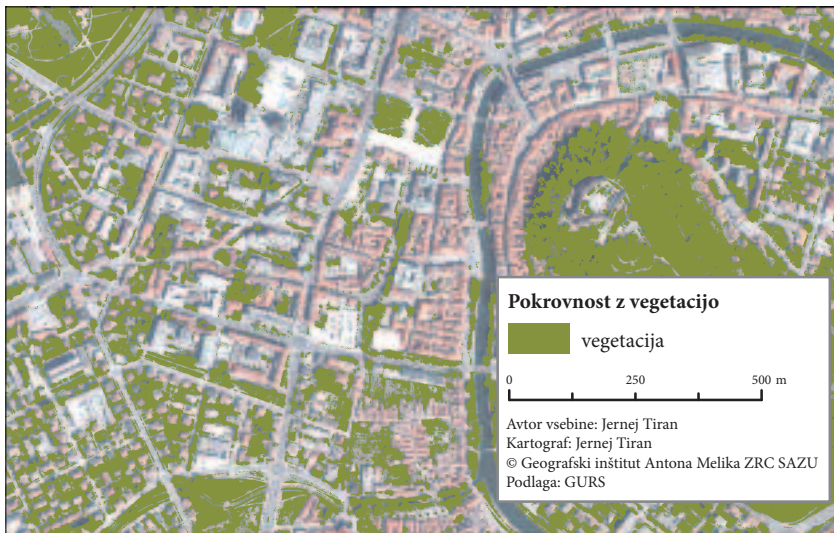 Pokrovnost z vegetacijo
vegetacija
0 250 500 m
Avtor vsebine: Jernej Tiran
Kartograf: Jernej Tiran
© Geografski inštitut Antona Melika ZRC SAZU
Podlaga: GURS